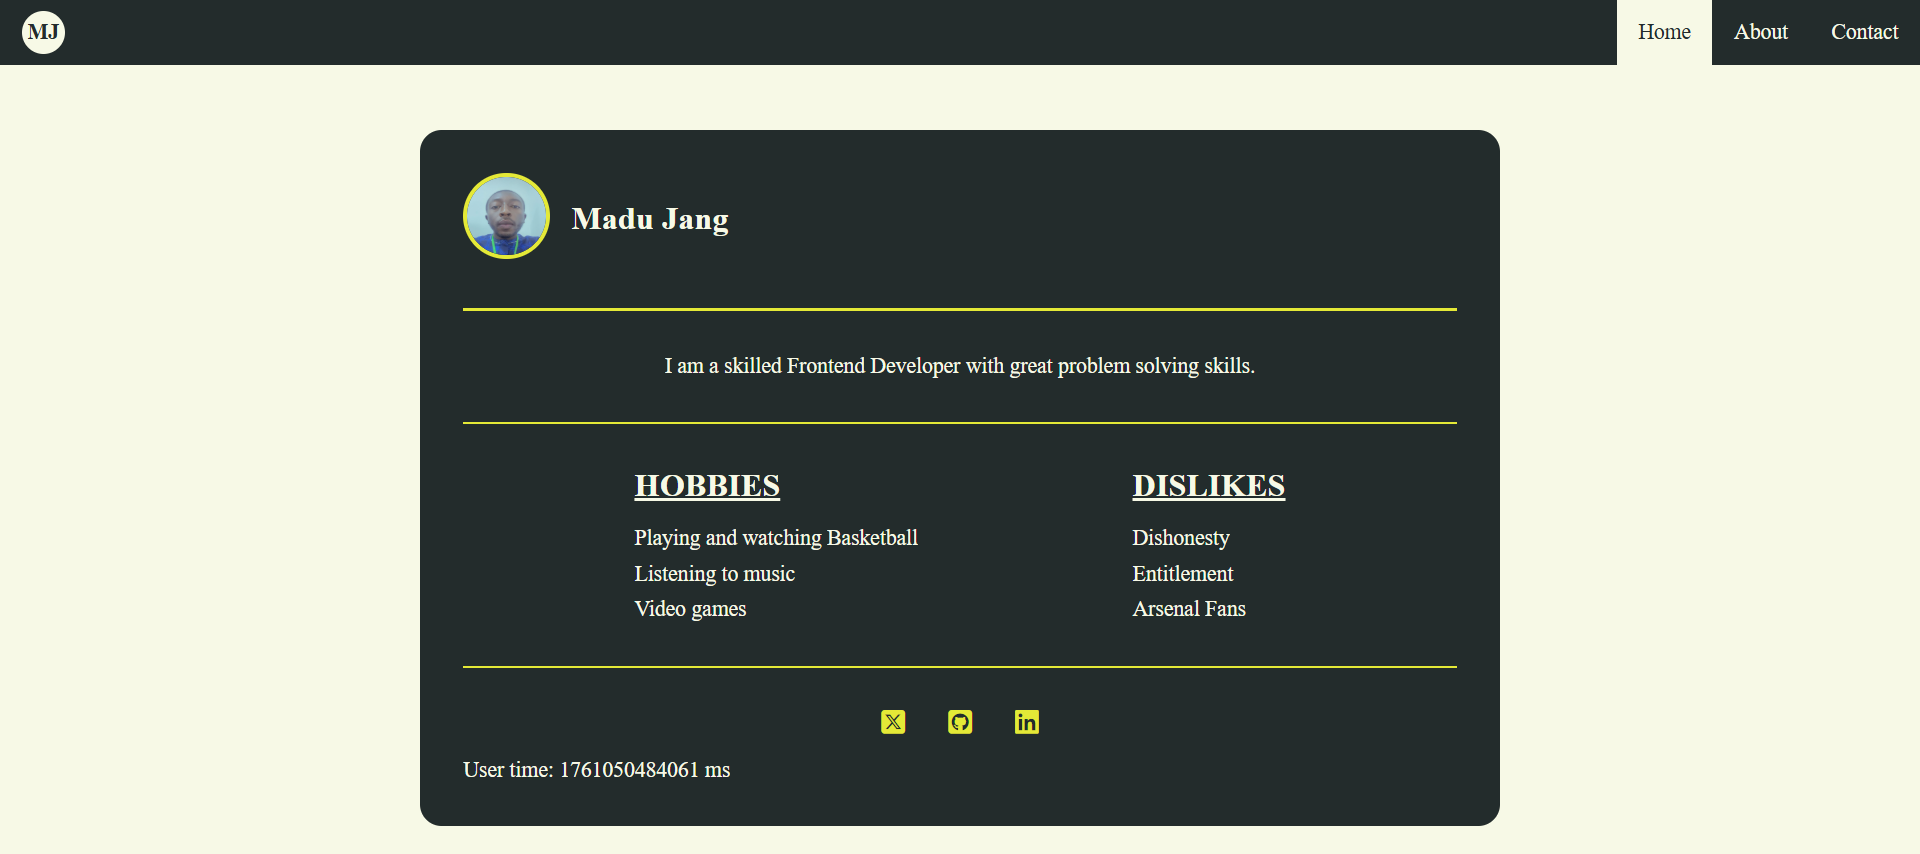 MJ
Home About Contact
Madu Jang
I am a skilled Frontend Developer with great problem solving skills.
HOBBIES
Playing and watching Basketball
Listening to music
Video games
DISLIKES
Dishonesty
Entitlement
Arsenal Fans
X in
User time: 1761050484061 ms